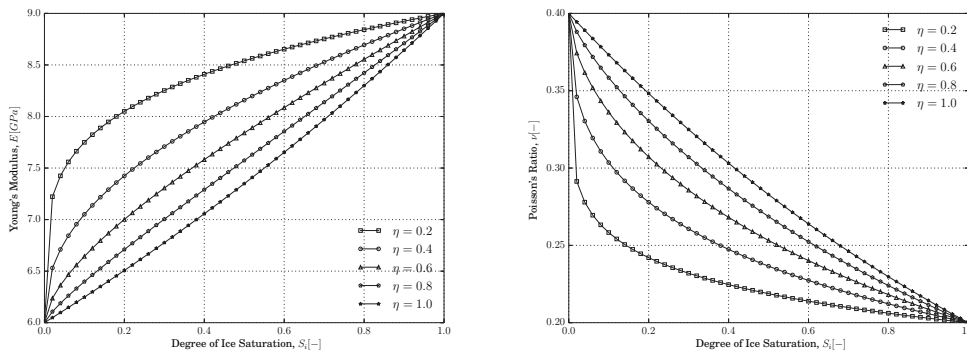 9.0
8.5
8.0
7.5
7.0
6.5
6.0
0.0 0.2 0.4 0.6 0.8 1.0
Young's Modulus, E[GPa]
Degree of Ice Saturation, Sᵢ[−]
η = 0.2
η = 0.4
η = 0.6
η = 0.8
η = 1.0
0.40
0.35
0.30
0.25
0.20
0.0 0.2 0.4 0.6 0.8 1.0
Poisson's Ratio, ν[−]
Degree of Ice Saturation, Sᵢ[−]
η = 0.2
η = 0.4
η = 0.6
η = 0.8
η = 1.0